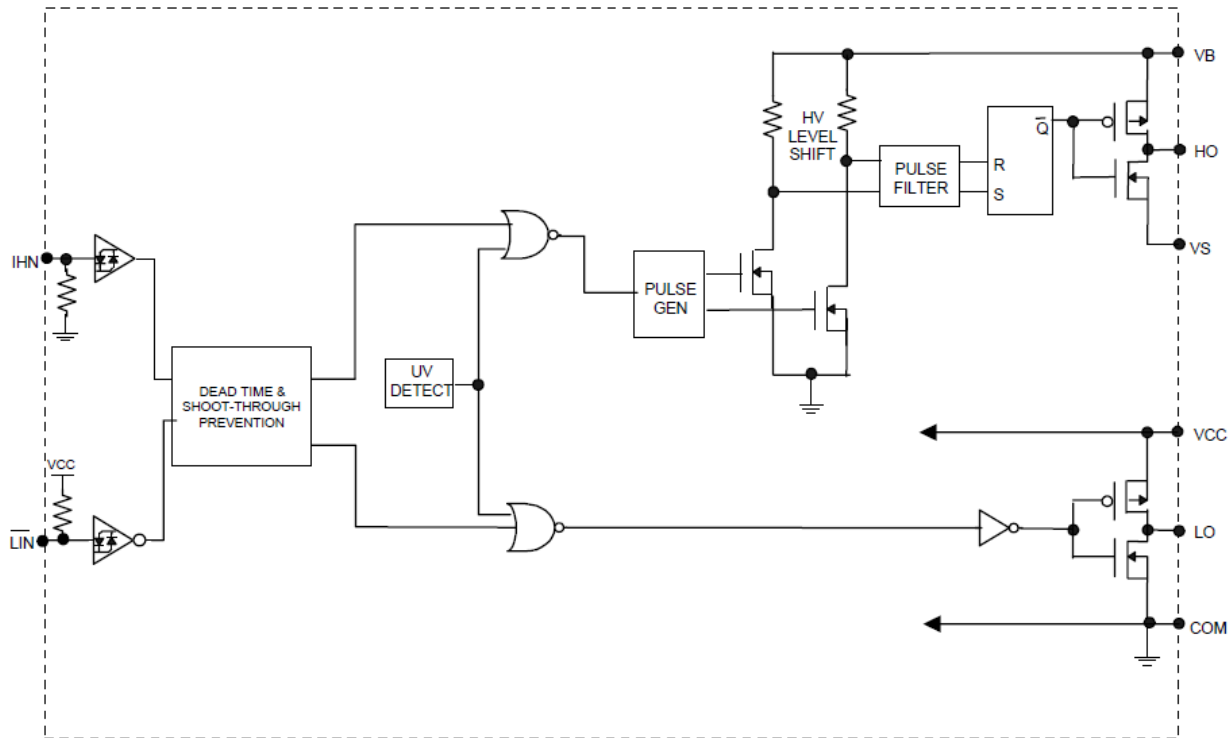 VB
HV
LEVEL
SHIFT
Q̅
HO
PULSE
FILTER
R
S
VS
IHN
PULSE
GEN
UV
DETECT
DEAD TIME &
SHOOT-THROUGH
PREVENTION
VCC
VCC
L̅I̅N̅
LO
COM